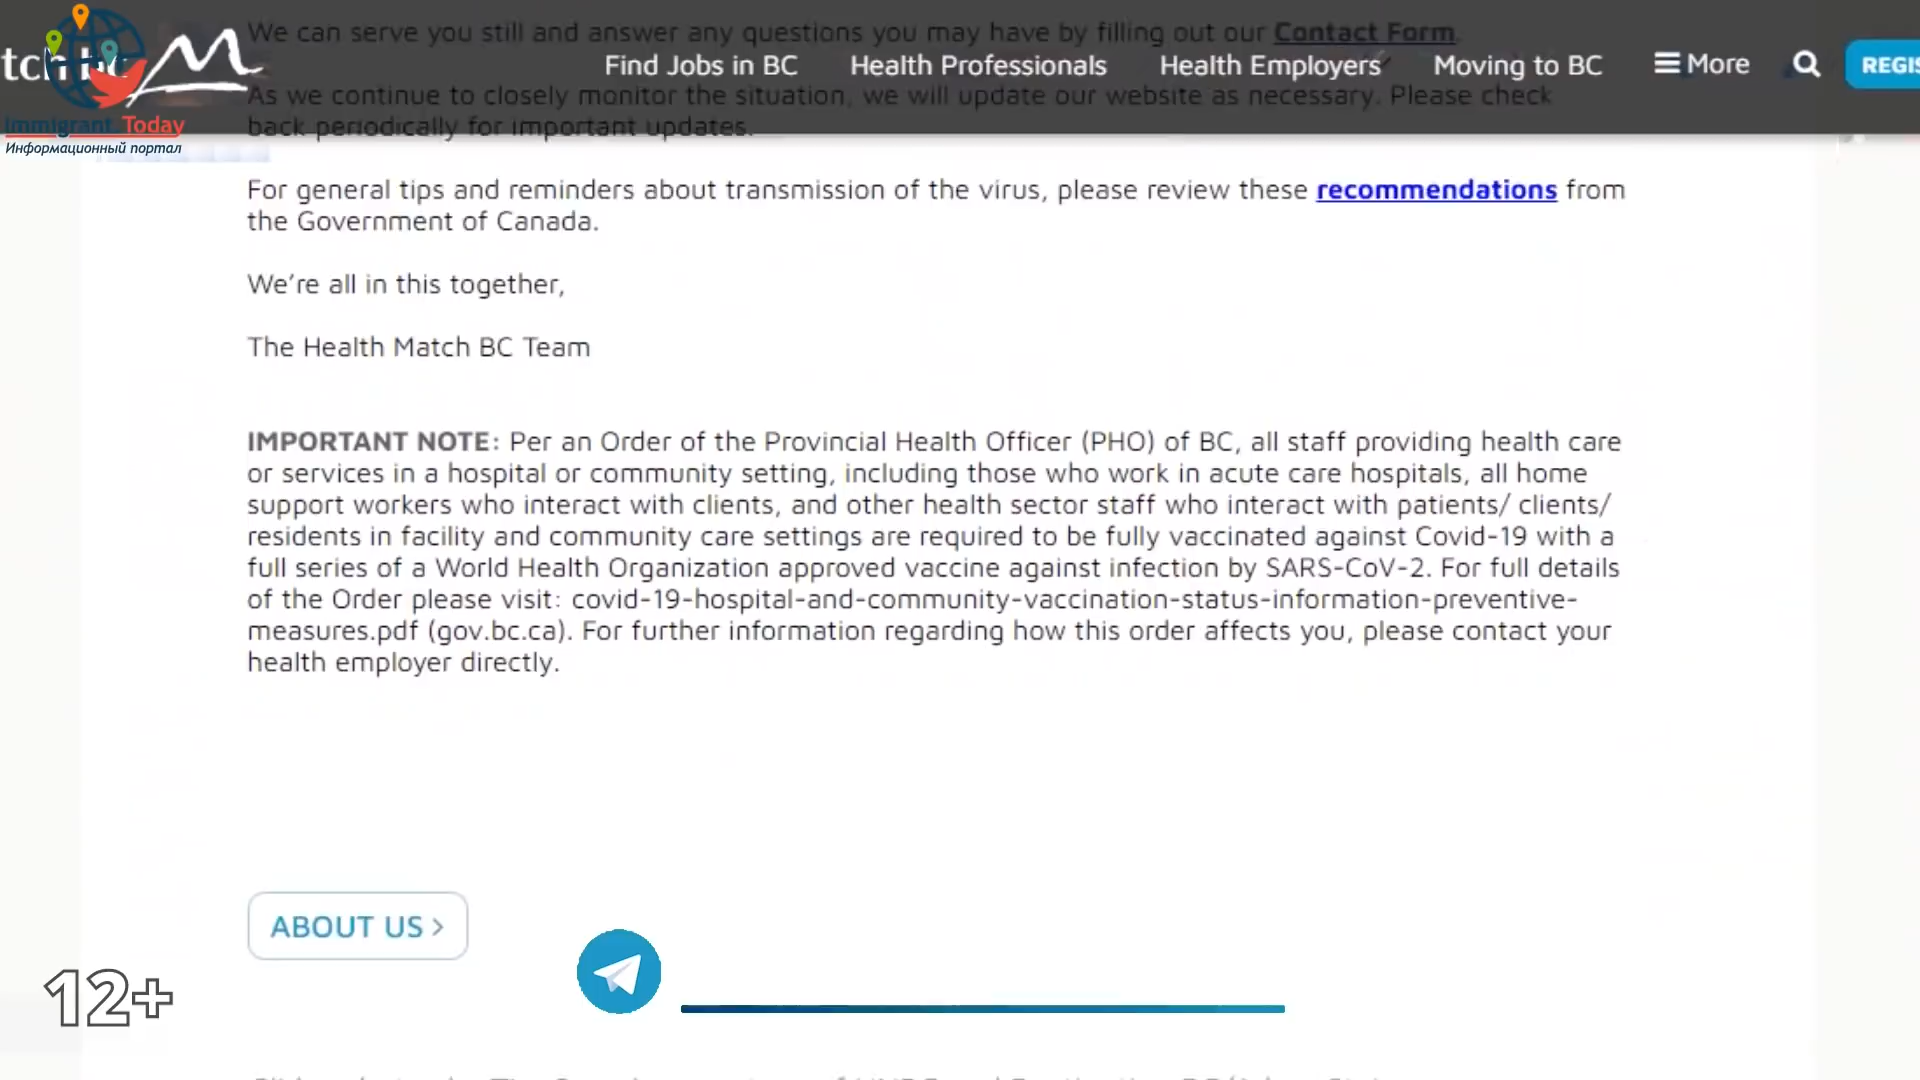 We can serve you still and answer any questions you may have by filling out our Contact Form.
tch bc
Find Jobs in BC
Health Professionals
Health Employers
Moving to BC
More
REGIS
As we continue to closely monitor the situation, we will update our website as necessary. Please check
back periodically for important updates.
Immigrant.Today
Информационный портал
For general tips and reminders about transmission of the virus, please review these recommendations from
the Government of Canada.
We’re all in this together,
The Health Match BC Team
IMPORTANT NOTE: Per an Order of the Provincial Health Officer (PHO) of BC, all staff providing health care
or services in a hospital or community setting, including those who work in acute care hospitals, all home
support workers who interact with clients, and other health sector staff who interact with patients/ clients/
residents in facility and community care settings are required to be fully vaccinated against Covid-19 with a
full series of a World Health Organization approved vaccine against infection by SARS-CoV-2. For full details
of the Order please visit: covid-19-hospital-and-community-vaccination-status-information-preventive-
measures.pdf (gov.bc.ca). For further information regarding how this order affects you, please contact your
health employer directly.
ABOUT US >
12+